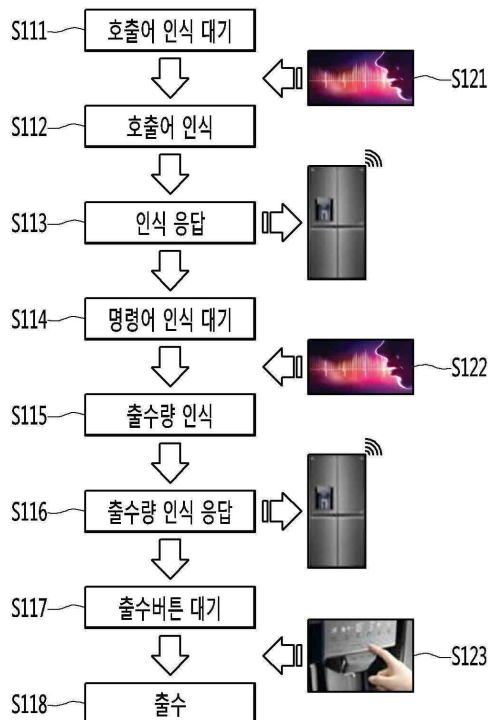 S111 호출어 인식 대기
S121
S112 호출어 인식
S113 인식 응답
S114 명령어 인식 대기
S122
S115 출수량 인식
S116 출수량 인식 응답
S117 출수버튼 대기
S123
S118 출수